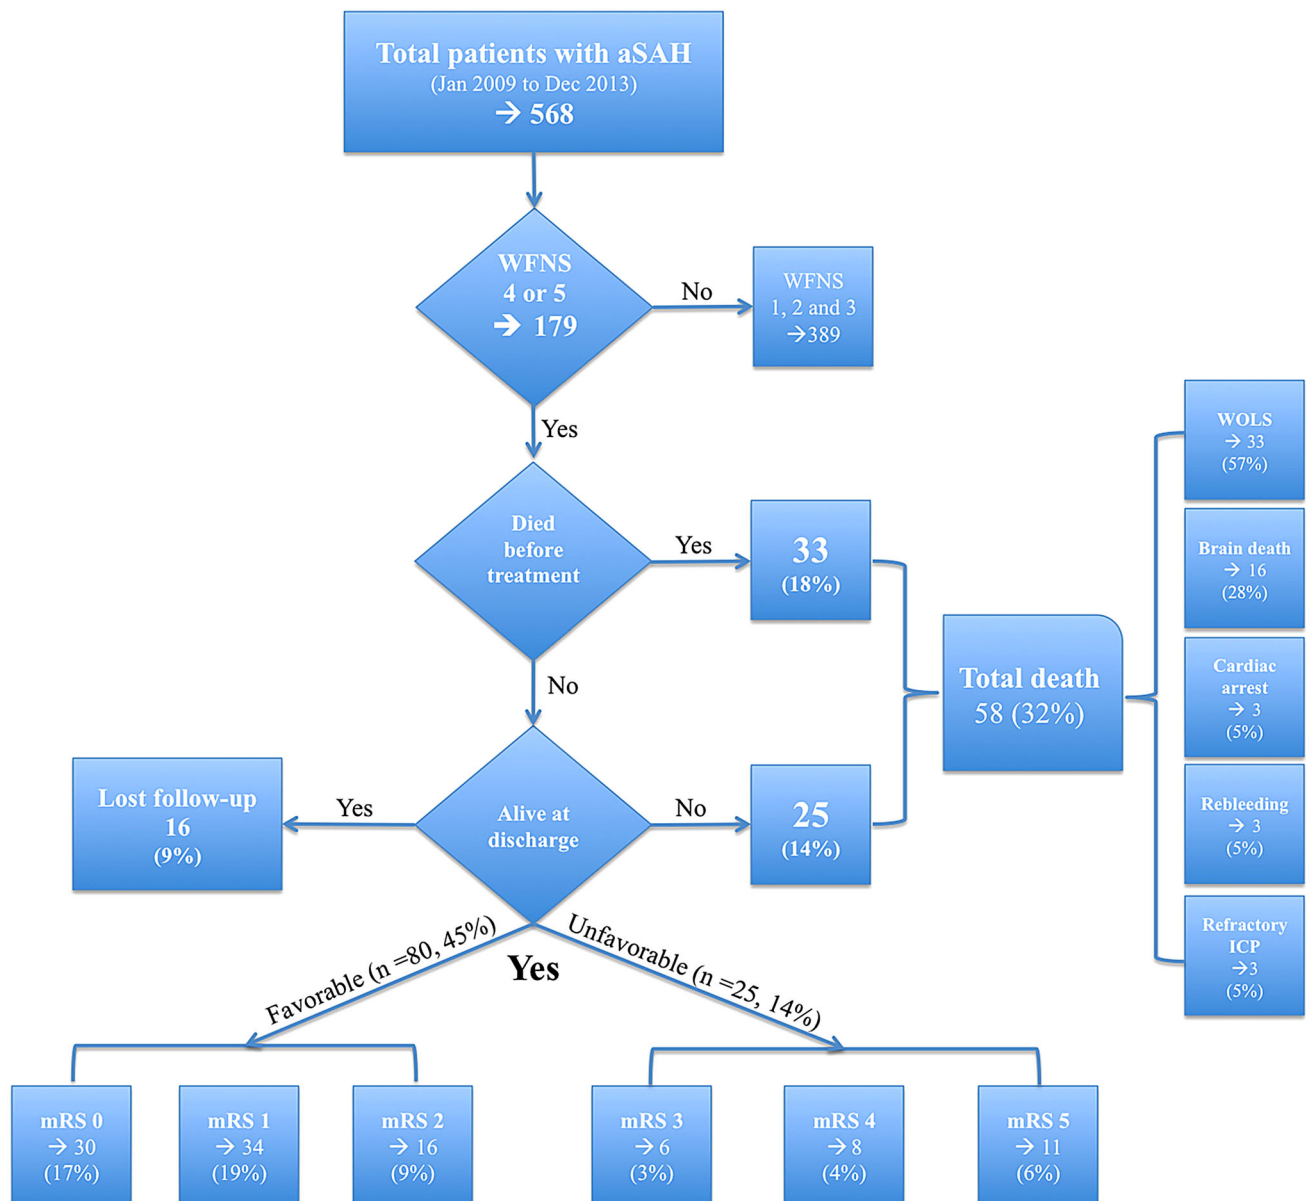 Total patients with aSAH
(Jan 2009 to Dec 2013)
→ 568
WFNS
4 or 5
→ 179
No
WFNS
1, 2 and 3
→389
Yes
Died
before
treatment
Yes
33
(18%)
No
Alive at
discharge
Yes
Lost follow-up
16
(9%)
No
25
(14%)
Total death
58 (32%)
WOLS
→ 33
(57%)
Brain death
→ 16
(28%)
Cardiac
arrest
→ 3
(5%)
Rebleeding
→ 3
(5%)
Refractory
ICP
→3
(5%)
Favorable (n =80, 45%)
Yes
Unfavorable (n =25, 14%)
mRS 0
→ 30
(17%)
mRS 1
→ 34
(19%)
mRS 2
→ 16
(9%)
mRS 3
→ 6
(3%)
mRS 4
→ 8
(4%)
mRS 5
→ 11
(6%)